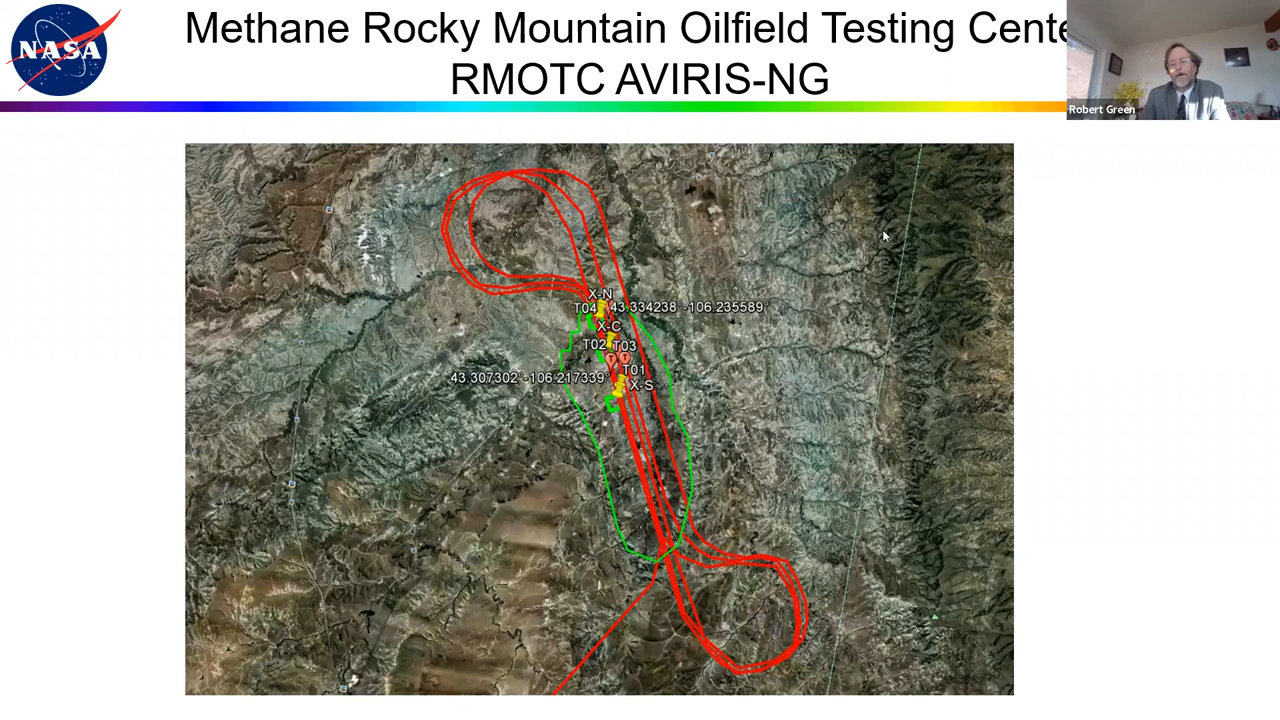 NASA
Methane Rocky Mountain Oilfield Testing Cente
RMOTC AVIRIS-NG
Robert Green
X-N
T04
43.334238°-106.235589°
X-C
T02
T03
T01
43.307302°-106.217339°
X-S